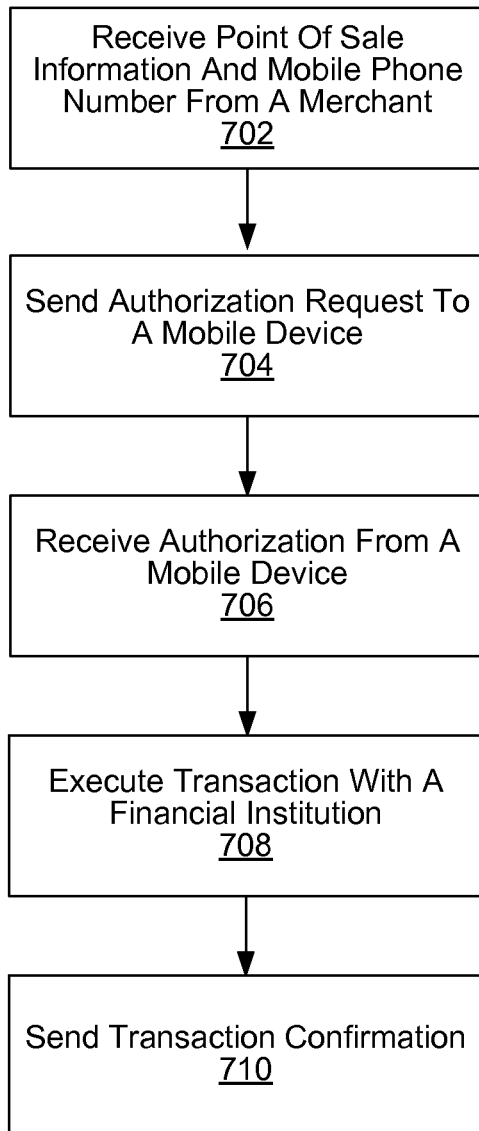 Receive Point Of Sale
Information And Mobile Phone
Number From A Merchant
702
Send Authorization Request To
A Mobile Device
704
Receive Authorization From A
Mobile Device
706
Execute Transaction With A
Financial Institution
708
Send Transaction Confirmation
710